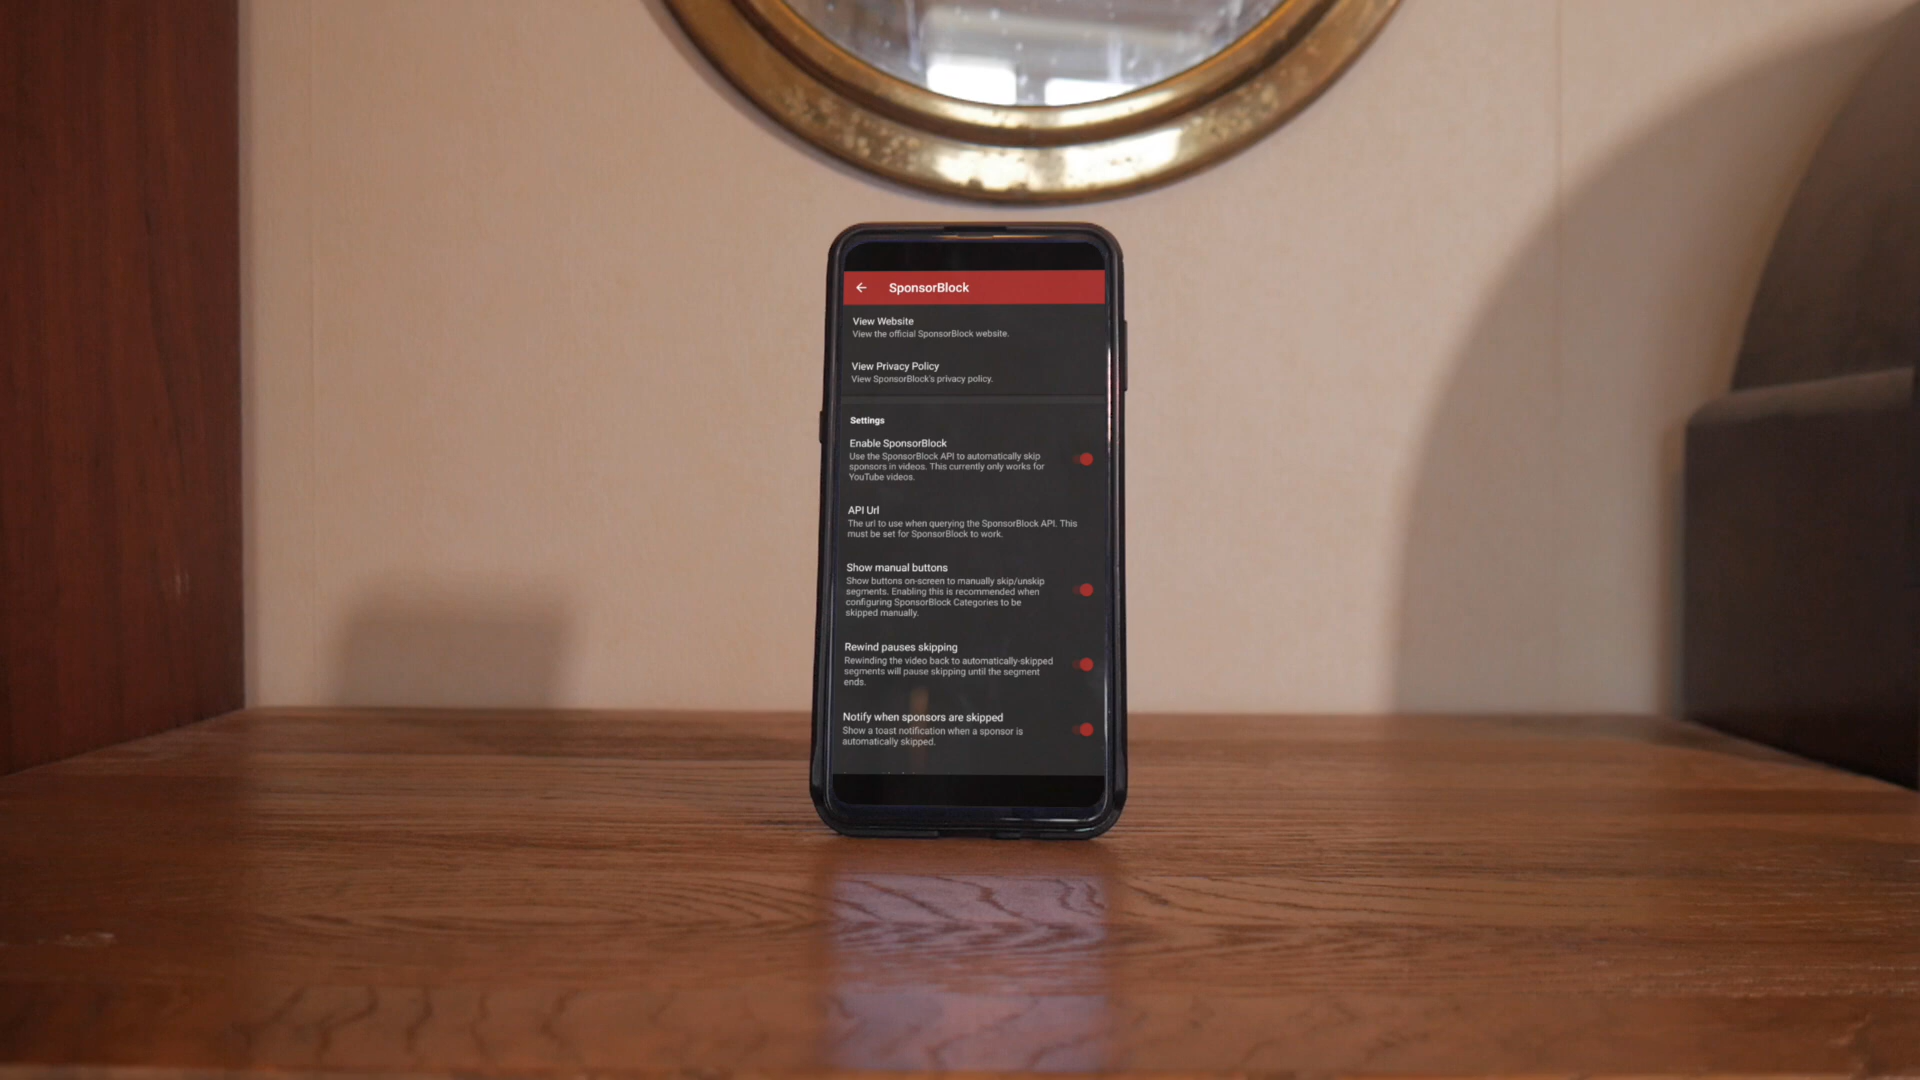 SponsorBlock
View Website
View the official SponsorBlock website.
View Privacy Policy
View SponsorBlock's privacy policy.
Settings
Enable SponsorBlock
Use the SponsorBlock API to automatically skip
sponsors in videos. This currently only works for
YouTube videos.
API Url
The url to use when querying the SponsorBlock API. This
must be set for SponsorBlock to work.
Show manual buttons
Show buttons on-screen to manually skip/unskip
segments. Enabling this is recommended when
configuring SponsorBlock Categories to be
skipped manually.
Rewind pauses skipping
Rewinding the video back to automatically-skipped
segments will pause skipping until the segment
ends.
Notify when sponsors are skipped
Show a toast notification when a sponsor is
automatically skipped.